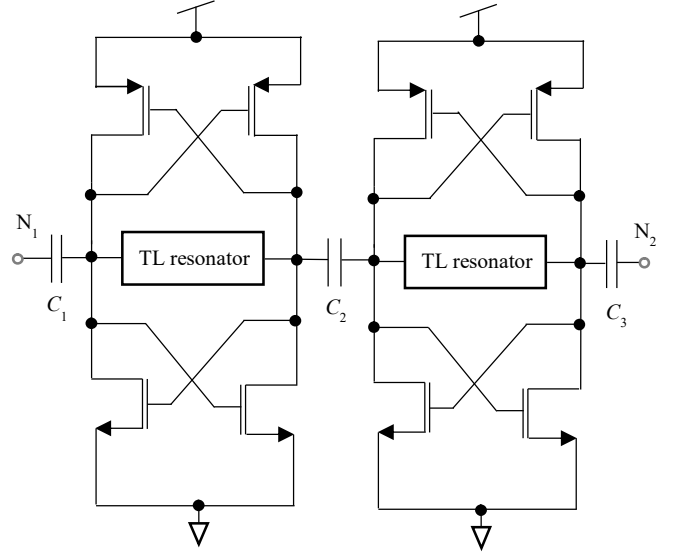 N₁
TL resonator
C₁
C₂
TL resonator
N₂
C₃